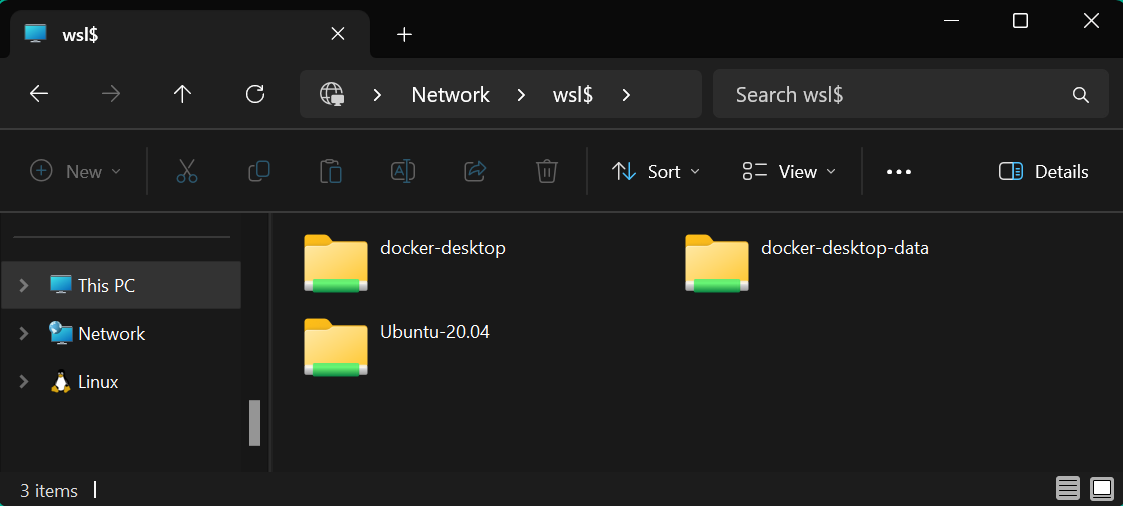 wsl$
Network wsl$
Search wsl$
New
Sort
View
Details
docker-desktop
docker-desktop-data
This PC
Network
Ubuntu-20.04
Linux
3 items